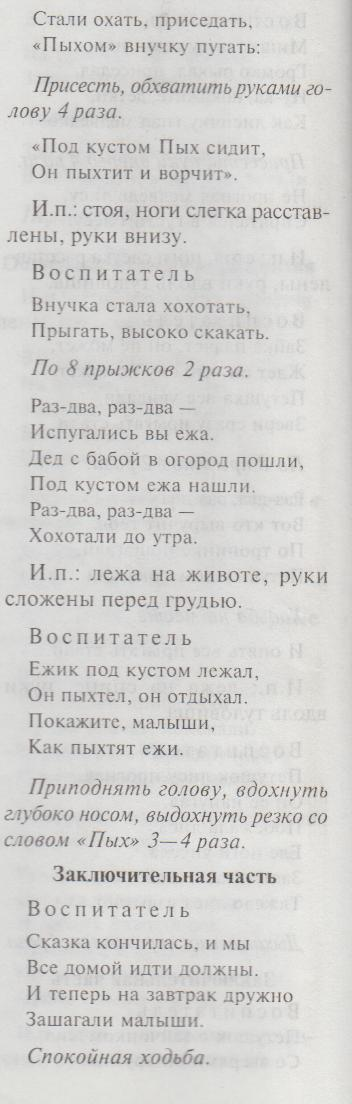 Стали охать, приседать,
«Пыхом» внучку пугать:
Присесть, обхватить руками го-
лову 4 раза.
«Под кустом Пых сидит,
Он пыхтит и ворчит».
И.п.: стоя, ноги слегка расстав-
лены, руки внизу.
Воспитатель
Внучка стала хохотать,
Прыгать, высоко скакать.
По 8 прыжков 2 раза.
Раз-два, раз-два —
Испугались вы ежа.
Дед с бабой в огород пошли,
Под кустом ежа нашли.
Раз-два, раз-два —
Хохотали до утра.
И.п.: лежа на животе, руки
сложены перед грудью.
Воспитатель
Ежик под кустом лежал,
Он пыхтел, он отдыхал.
Покажите, малыши,
Как пыхтят ежи.
Приподнять голову, вдохнуть
глубоко носом, выдохнуть резко со
словом «Пых» 3—4 раза.
Заключительная часть
Воспитатель
Сказка кончилась, и мы
Все домой идти должны.
И теперь на завтрак дружно
Зашагали малыши.
Спокойная ходьба.